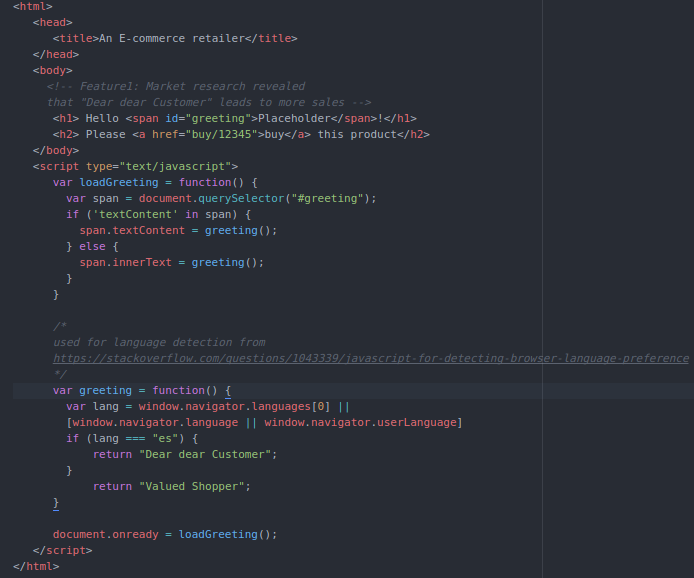 <html>
<head>
<title>An E-commerce retailer</title>
</head>
<body>
<!-- Feature1: Market research revealed
that "Dear dear Customer" leads to more sales -->
<h1> Hello <span id="greeting">Placeholder</span>!</h1>
<h2> Please <a href="buy/12345">buy</a> this product</h2>
</body>
<script type="text/javascript">
var loadGreeting = function() {
var span = document.querySelector("#greeting");
if ('textContent' in span) {
span.textContent = greeting();
} else {
span.innerText = greeting();
}
}
/*
used for language detection from
https://stackoverflow.com/questions/1043339/javascript-for-detecting-browser-language-preference
*/
var greeting = function() {
var lang = window.navigator.languages[0] ||
[window.navigator.language || window.navigator.userLanguage]
if (lang === "es") {
return "Dear dear Customer";
}
return "Valued Shopper";
}
document.onready = loadGreeting();
</script>
</html>